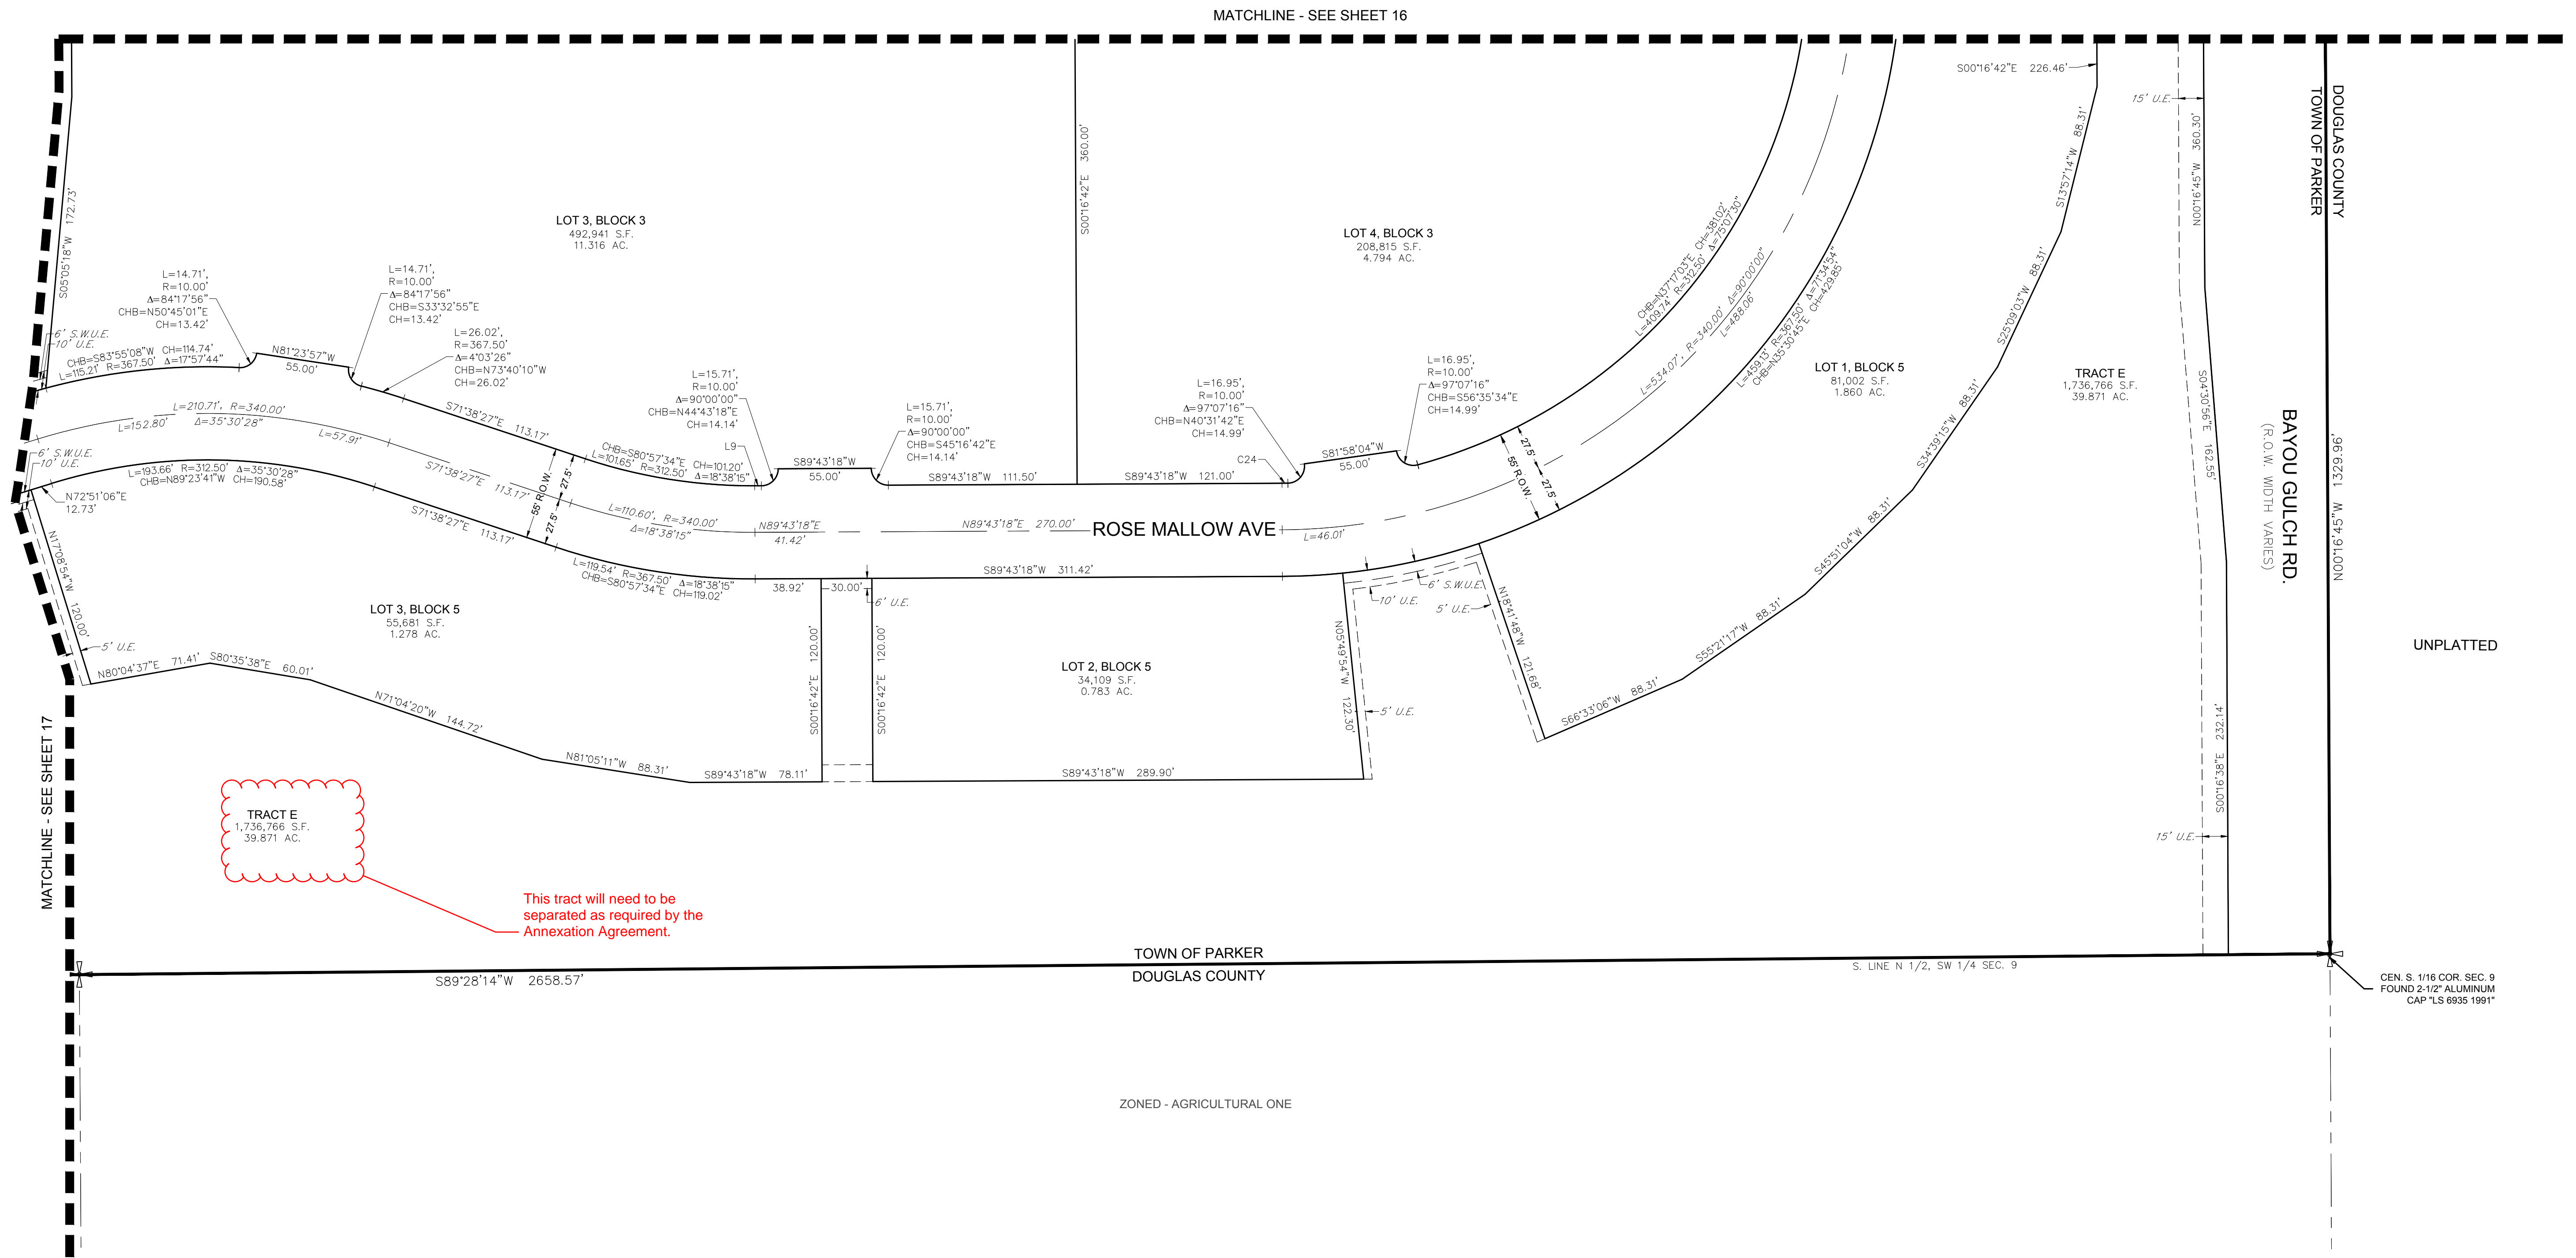 MATCHLINE - SEE SHEET 16
S00°16'42"E 226.46'
15' U.E.
DOUGLAS COUNTY
TOWN OF PARKER
N00°16'45"W 360.30'
S13°57'14"W 88.31'
S00°16'42"E 360.00'
S05°05'18"W 172.73'
LOT 3, BLOCK 3
492,941 S.F.
11.316 AC.
LOT 4, BLOCK 3
208,815 S.F.
4.794 AC.
CHB=N37°17'03"E CH=381.02'
L=409.74' R=312.50' Δ=75°07'30"
L=534.07', R=340.00' Δ=90°00'00"
L=488.06'
L=459.13' R=367.50' Δ=71°34'54"
CHB=N35°30'45"E CH=429.85'
L=14.71',
R=10.00'
Δ=84°17'56"
CHB=N50°45'01"E
CH=13.42'
L=14.71',
R=10.00'
Δ=84°17'56"
CHB=S33°32'55"E
CH=13.42'
L=26.02',
R=367.50'
Δ=4°03'26"
CHB=N73°40'10"W
CH=26.02'
6' S.W.U.E.
10' U.E.
CHB=S83°55'08"W CH=114.74'
L=115.21' R=367.50' Δ=17°57'44"
N81°23'57"W
55.00'
L=15.71',
R=10.00'
Δ=90°00'00"
CHB=N44°43'18"E
CH=14.14'
L9
L=15.71',
R=10.00'
Δ=90°00'00"
CHB=S45°16'42"E
CH=14.14'
L=16.95',
R=10.00'
Δ=97°07'16"
CHB=N40°31'42"E
CH=14.99'
C24
L=16.95',
R=10.00'
Δ=97°07'16"
CHB=S56°35'34"E
CH=14.99'
LOT 1, BLOCK 5
81,002 S.F.
1.860 AC.
TRACT E
1,736,766 S.F.
39.871 AC.
S25°09'03"W 88.31'
S34°39'15"W 88.31'
S45°51'04"W 88.31'
S55°21'17"W 88.31'
S66°33'06"W 88.31'
S04°30'56"E 162.55'
BAYOU GULCH RD.
(R.O.W. WIDTH VARIES)
N00°16'45"W 1329.96'
UNPLATTED
L=210.71', R=340.00'
Δ=35°30'28"
L=152.80'
L=57.91'
S71°38'27"E 113.17'
S71°38'27"E 113.17'
S71°38'27"E 113.17'
55' R.O.W.
27.5'
27.5'
CHB=S80°57'34"E CH=101.20'
L=101.65' R=312.50' Δ=18°38'15"
S89°43'18"W
55.00'
S89°43'18"W 111.50'
S89°43'18"W 121.00'
S81°58'04"W
55.00'
27.5'
55' R.O.W.
27.5'
6' S.W.U.E.
10' U.E.
L=193.66' R=312.50' Δ=35°30'28"
CHB=N89°23'41"W CH=190.58'
N72°51'06"E
12.73'
L=110.60', R=340.00'
Δ=18°38'15"
N89°43'18"E
41.42'
N89°43'18"E 270.00'
ROSE MALLOW AVE
L=46.01'
L=119.54' R=367.50' Δ=18°38'15"
CHB=S80°57'34"E CH=119.02'
38.92'
30.00'
6' U.E.
S89°43'18"W 311.42'
6' S.W.U.E.
10' U.E.
5' U.E.
N17°08'54"W 120.00'
5' U.E.
LOT 3, BLOCK 5
55,681 S.F.
1.278 AC.
N80°04'37"E 71.41'
S80°35'38"E 60.01'
N71°04'20"W 144.72'
N81°05'11"W 88.31'
S89°43'18"W 78.11'
S00°16'42"E 120.00'
S00°16'42"E 120.00'
LOT 2, BLOCK 5
34,109 S.F.
0.783 AC.
S89°43'18"W 289.90'
N05°49'54"W 122.30'
5' U.E.
N18°41'48"W 121.68'
S00°16'38"E 232.14'
15' U.E.
MATCHLINE - SEE SHEET 17
TRACT E
1,736,766 S.F.
39.871 AC.
This tract will need to be
separated as required by the
Annexation Agreement.
TOWN OF PARKER
DOUGLAS COUNTY
S89°28'14"W 2658.57'
S. LINE N 1/2, SW 1/4 SEC. 9
CEN. S. 1/16 COR. SEC. 9
FOUND 2-1/2" ALUMINUM
CAP "LS 6935 1991"
ZONED - AGRICULTURAL ONE